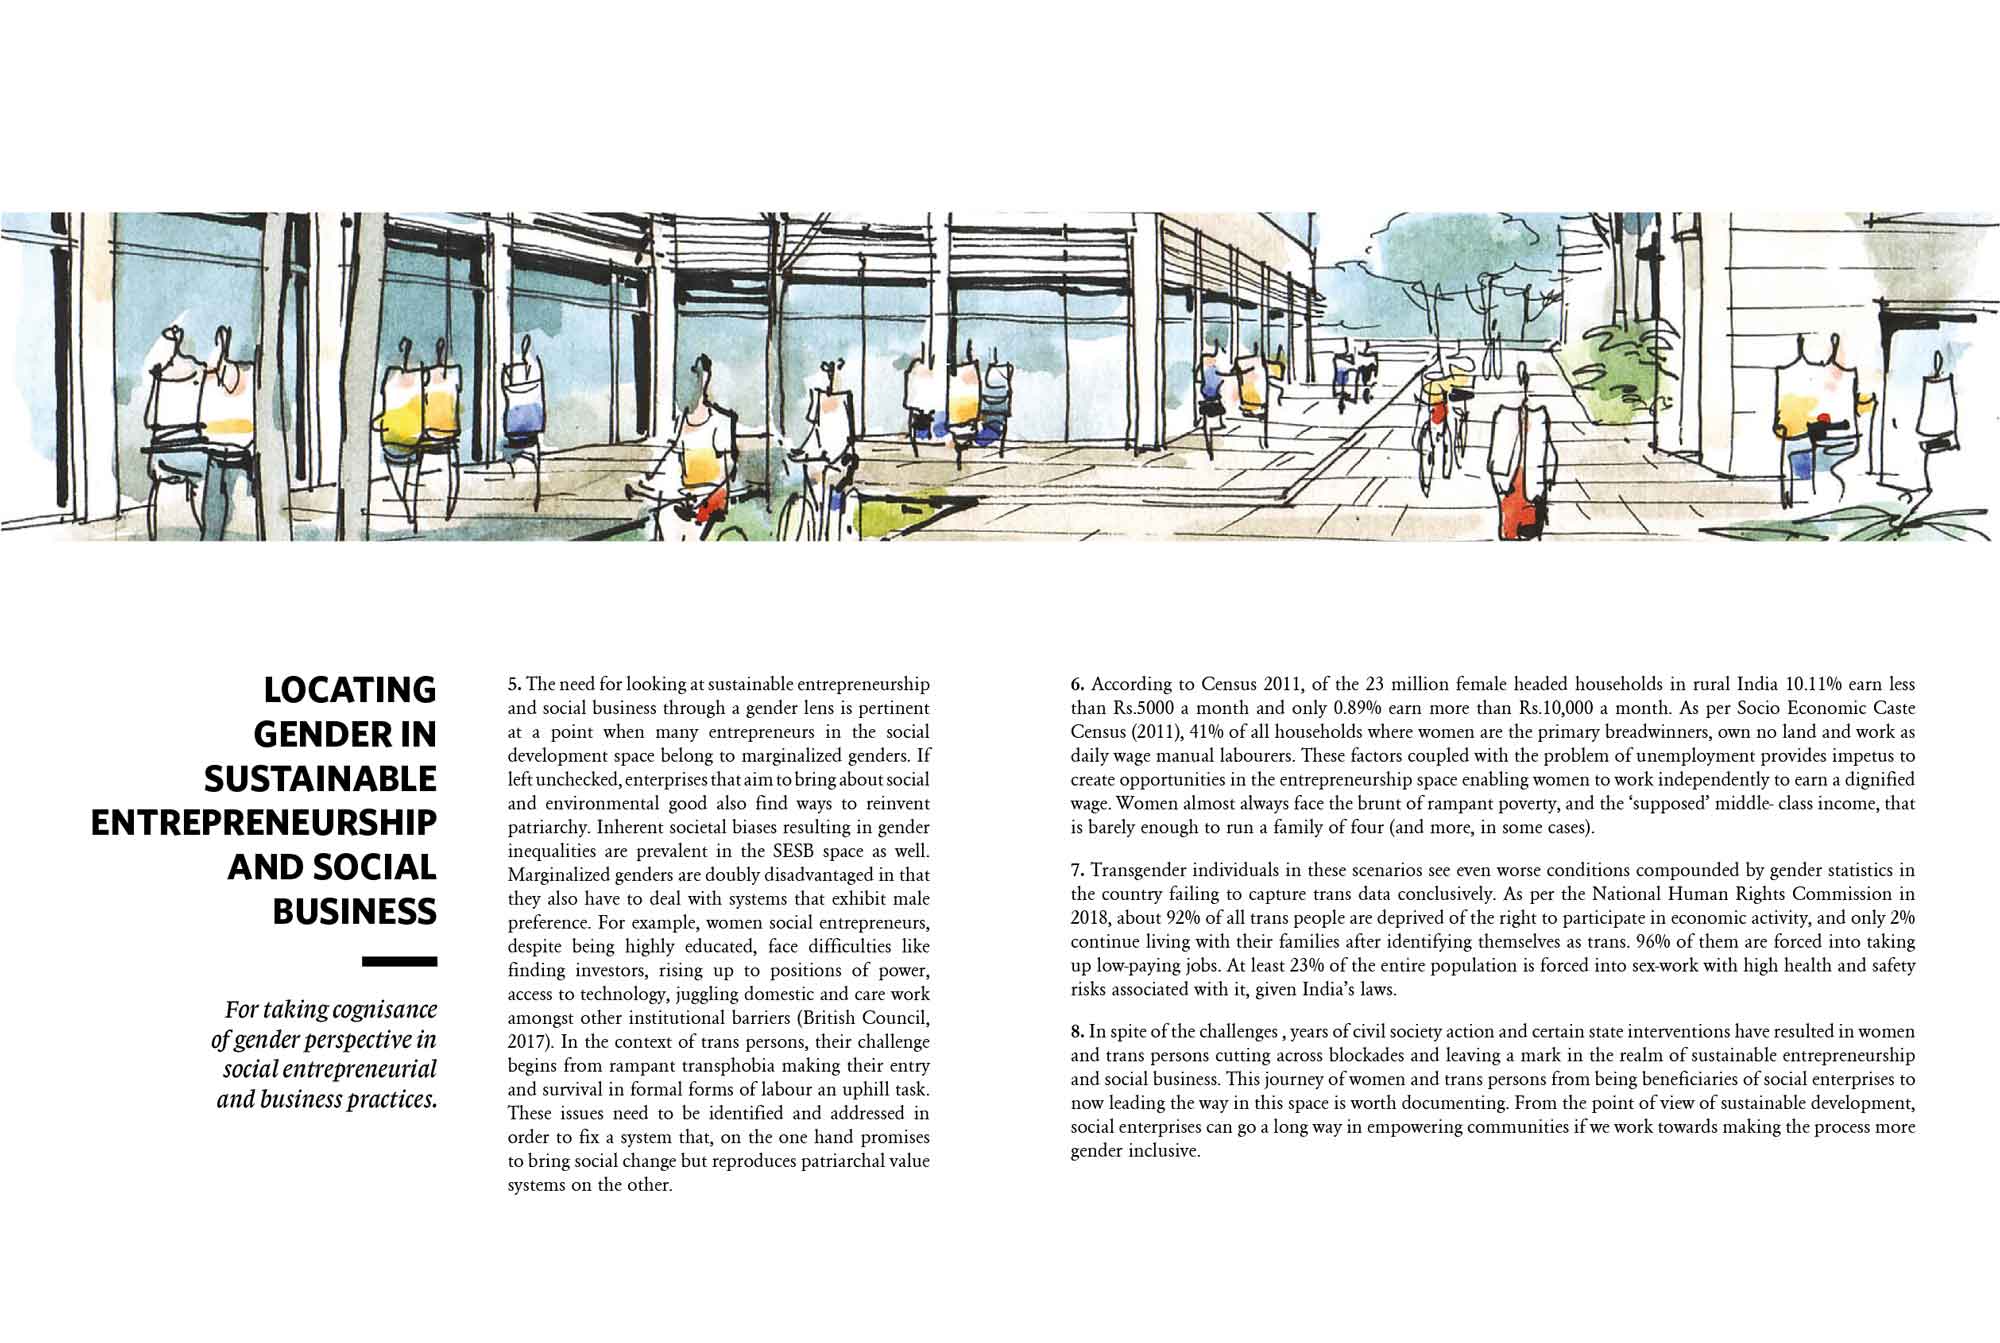 LOCATING
GENDER IN
SUSTAINABLE
ENTREPRENEURSHIP
AND SOCIAL
BUSINESS
For taking cognisance
of gender perspective in
social entrepreneurial
and business practices.
5. The need for looking at sustainable entrepreneurship
and social business through a gender lens is pertinent
at a point when many entrepreneurs in the social
development space belong to marginalized genders. If
left unchecked, enterprises that aim to bring about social
and environmental good also find ways to reinvent
patriarchy. Inherent societal biases resulting in gender
inequalities are prevalent in the SESB space as well.
Marginalized genders are doubly disadvantaged in that
they also have to deal with systems that exhibit male
preference. For example, women social entrepreneurs,
despite being highly educated, face difficulties like
finding investors, rising up to positions of power,
access to technology, juggling domestic and care work
amongst other institutional barriers (British Council,
2017). In the context of trans persons, their challenge
begins from rampant transphobia making their entry
and survival in formal forms of labour an uphill task.
These issues need to be identified and addressed in
order to fix a system that, on the one hand promises
to bring social change but reproduces patriarchal value
systems on the other.
6. According to Census 2011, of the 23 million female headed households in rural India 10.11% earn less
than Rs.5000 a month and only 0.89% earn more than Rs.10,000 a month. As per Socio Economic Caste
Census (2011), 41% of all households where women are the primary breadwinners, own no land and work as
daily wage manual labourers. These factors coupled with the problem of unemployment provides impetus to
create opportunities in the entrepreneurship space enabling women to work independently to earn a dignified
wage. Women almost always face the brunt of rampant poverty, and the ‘supposed’ middle- class income, that
is barely enough to run a family of four (and more, in some cases).
7. Transgender individuals in these scenarios see even worse conditions compounded by gender statistics in
the country failing to capture trans data conclusively. As per the National Human Rights Commission in
2018, about 92% of all trans people are deprived of the right to participate in economic activity, and only 2%
continue living with their families after identifying themselves as trans. 96% of them are forced into taking
up low-paying jobs. At least 23% of the entire population is forced into sex-work with high health and safety
risks associated with it, given India’s laws.
8. In spite of the challenges , years of civil society action and certain state interventions have resulted in women
and trans persons cutting across blockades and leaving a mark in the realm of sustainable entrepreneurship
and social business. This journey of women and trans persons from being beneficiaries of social enterprises to
now leading the way in this space is worth documenting. From the point of view of sustainable development,
social enterprises can go a long way in empowering communities if we work towards making the process more
gender inclusive.